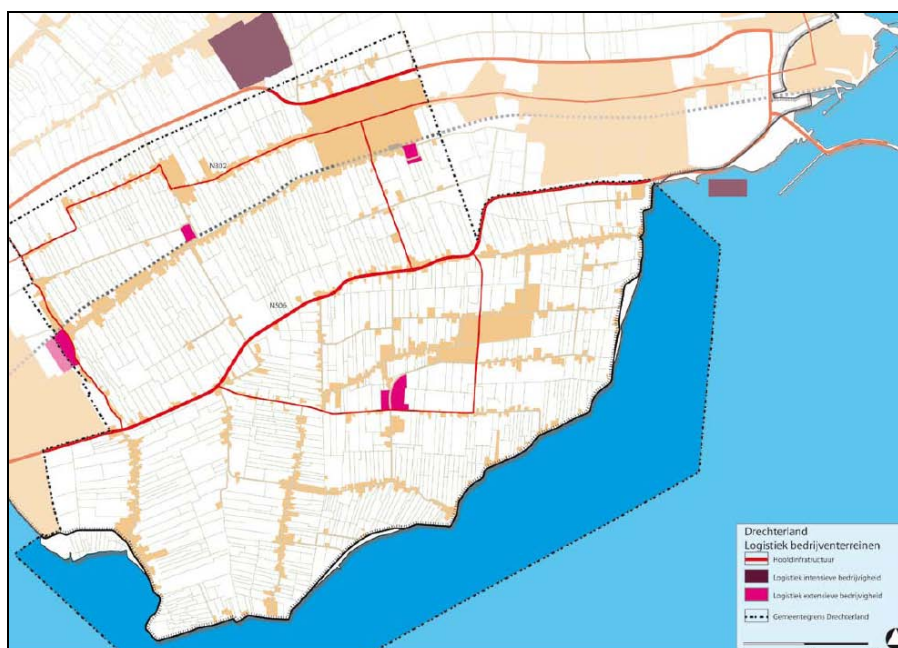 N302
N506
Drechterland
Logistiek bedrijventerreinen
Hoofdinfrastructuur
Logistiek intensieve bedrijvigheid
Logistiek extensieve bedrijvigheid
Gemeentegrens Drechterland